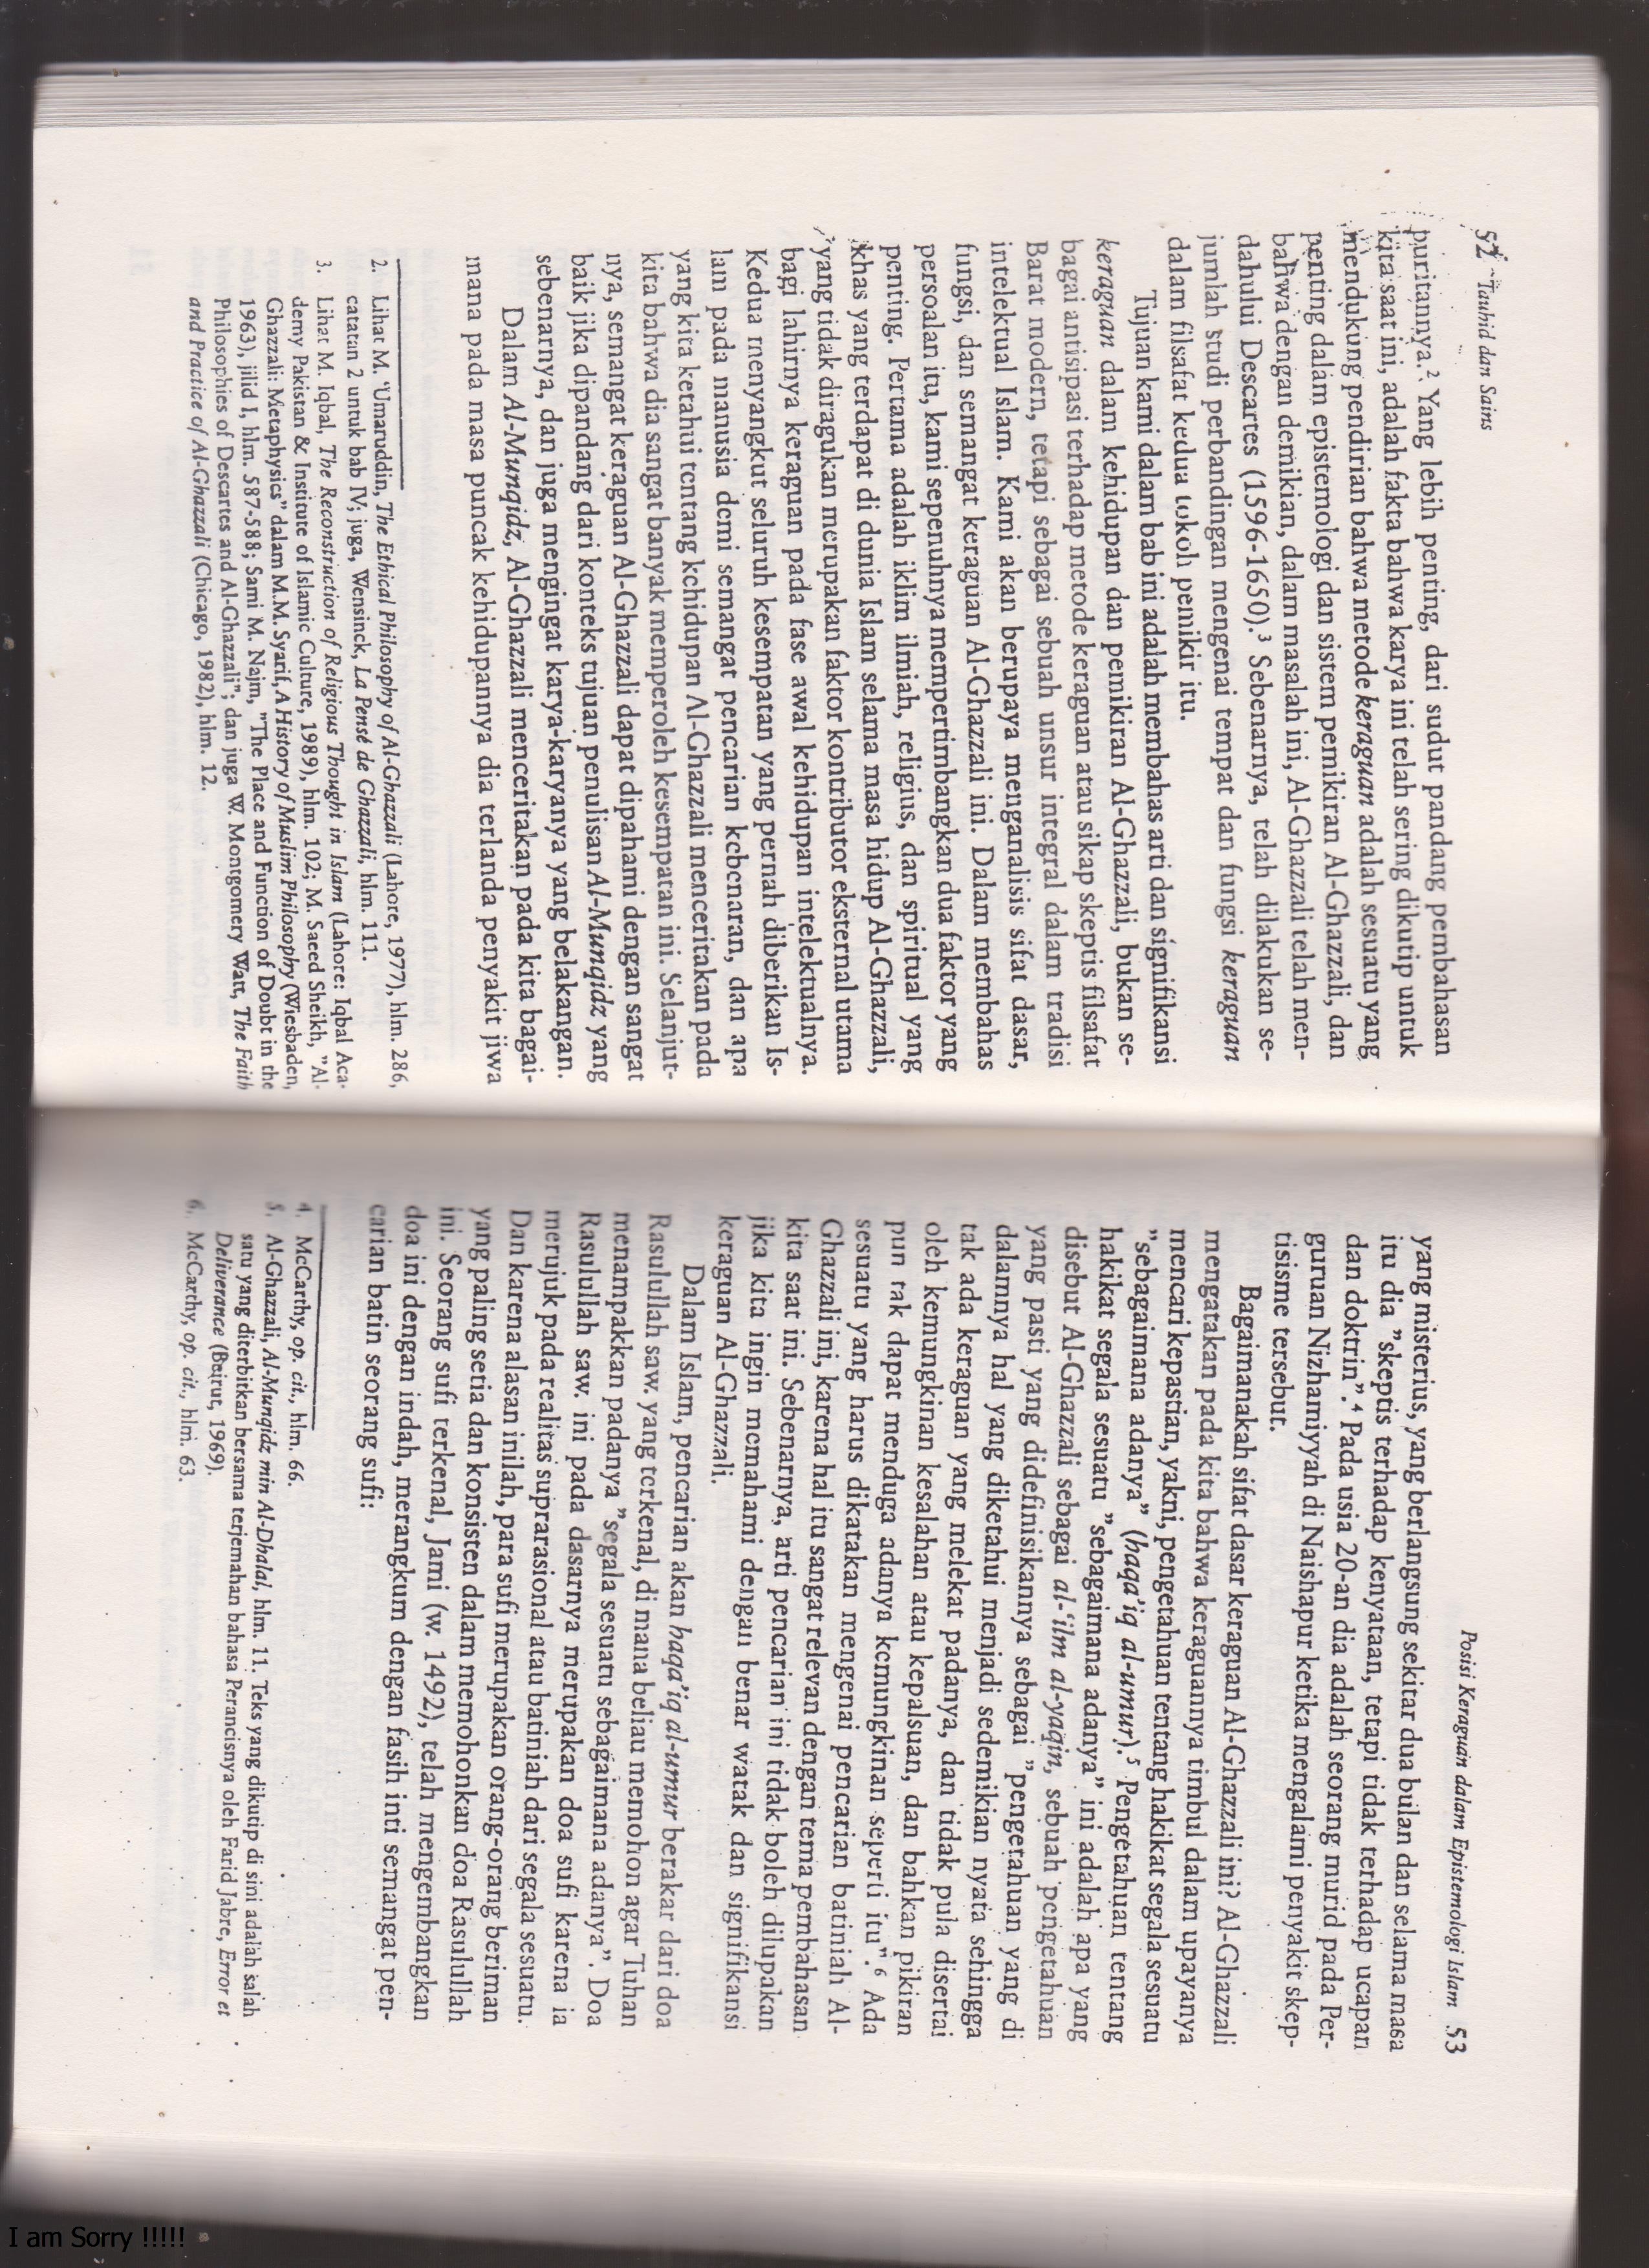 52 Tauhid dan Sains
puritannya.² Yang lebih penting, dari sudut pandang pembahasan
kita saat ini, adalah fakta bahwa karya ini telah sering dikutip untuk
mendukung pendirian bahwa metode keraguan adalah sesuatu yang
penting dalam epistemologi dan sistem pemikiran Al-Ghazzali, dan
bahwa dengan demikian, dalam masalah ini, Al-Ghazzali telah men-
dahului Descartes (1596-1650).³ Sebenarnya, telah dilakukan se-
jumlah studi perbandingan mengenai tempat dan fungsi keraguan
dalam filsafat kedua tokoh pemikir itu.
Tujuan kami dalam bab ini adalah membahas arti dan signifikansi
keraguan dalam kehidupan dan pemikiran Al-Ghazzali, bukan se-
bagai antisipasi terhadap metode keraguan atau sikap skeptis filsafat
Barat modern, tetapi sebagai sebuah unsur integral dalam tradisi
intelektual Islam. Kami akan berupaya menganalisis sifat dasar,
fungsi, dan semangat keraguan Al-Ghazzali ini. Dalam membahas
persoalan itu, kami sepenuhnya mempertimbangkan dua faktor yang
penting. Pertama adalah iklim ilmiah, religius, dan spiritual yang
khas yang terdapat di dunia Islam selama masa hidup Al-Ghazzali,
yang tidak diragukan merupakan faktor kontributor eksternal utama
bagi lahirnya keraguan pada fase awal kehidupan intelektualnya.
Kedua menyangkut seluruh kesempatan yang pernah diberikan Is-
lam pada manusia demi semangat pencarian kebenaran, dan apa
yang kita ketahui tentang kehidupan Al-Ghazzali menceritakan pada
kita bahwa dia sangat banyak memperoleh kesempatan ini. Selanjut-
nya, semangat keraguan Al-Ghazzali dapat dipahami dengan sangat
baik jika dipandang dari konteks tujuan penulisan Al-Munqidz yang
sebenarnya, dan juga mengingat karya-karyanya yang belakangan.
Dalam Al-Munqidz, Al-Ghazzali menceritakan pada kita bagai-
mana pada masa puncak kehidupannya dia terlanda penyakit jiwa
2. Lihat M. 'Umaruddin, The Ethical Philosophy of Al-Ghazzali (Lahore, 1977), hlm. 286,
catatan 2 untuk bab IV; juga, Wensinck, La Pensé de Ghazzali, hlm. 111.
3. Lihat M. Iqbal, The Reconstruction of Religious Thought in Islam (Lahore: Iqbal Aca-
demy Pakistan & Institute of Islamic Culture, 1989), hlm. 102; M. Saeed Sheikh, "Al-
Ghazzali: Metaphysics" dalam M.M. Syarif, A History of Muslim Philosophy (Wiesbaden,
1963), jilid I, hlm. 587-588; Sami M. Najm, "The Place and Function of Doubt in the
Philosophies of Descartes and Al-Ghazzali"; dan juga W. Montgomery Watt, The Faith
and Practice of Al-Ghazzali (Chicago, 1982), hlm. 12.
Posisi Keraguan dalam Epistemologi Islam 53
yang misterius, yang berlangsung sekitar dua bulan dan selama masa
itu dia "skeptis terhadap kenyataan, tetapi tidak terhadap ucapan
dan doktrin".⁴ Pada usia 20-an dia adalah seorang murid pada Per-
guruan Nizhamiyyah di Naishapur ketika mengalami penyakit skep-
tisisme tersebut.
Bagaimanakah sifat dasar keraguan Al-Ghazzali ini? Al-Ghazzali
mengatakan pada kita bahwa keraguannya timbul dalam upayanya
mencari kepastian, yakni, pengetahuan tentang hakikat segala sesuatu
"sebagaimana adanya" (haqa'iq al-umur).⁵ Pengetahuan tentang
hakikat segala sesuatu "sebagaimana adanya" ini adalah apa yang
disebut Al-Ghazzali sebagai al-'ilm al-yaqin, sebuah pengetahuan
yang pasti yang didefinisikannya sebagai "pengetahuan yang di
dalamnya hal yang diketahui menjadi sedemikian nyata sehingga
tak ada keraguan yang melekat padanya, dan tidak pula disertai
oleh kemungkinan kesalahan atau kepalsuan, dan bahkan pikiran
pun tak dapat menduga adanya kemungkinan seperti itu".⁶ Ada
sesuatu yang harus dikatakan mengenai pencarian batiniah Al-
Ghazzali ini, karena hal itu sangat relevan dengan tema pembahasan
kita saat ini. Sebenarnya, arti pencarian ini tidak boleh dilupakan
jika kita ingin memahami dengan benar watak dan signifikansi
keraguan Al-Ghazzali.
Dalam Islam, pencarian akan haqa'iq al-umur berakar dari doa
Rasulullah saw. yang terkenal, di mana beliau memohon agar Tuhan
menampakkan padanya "segala sesuatu sebagaimana adanya". Doa
Rasulullah saw. ini pada dasarnya merupakan doa sufi karena ia
merujuk pada realitas suprarasional atau batiniah dari segala sesuatu.
Dan karena alasan inilah, para sufi merupakan orang-orang beriman
yang paling setia dan konsisten dalam memohonkan doa Rasulullah
ini. Seorang sufi terkenal, Jami (w. 1492), telah mengembangkan
doa ini dengan indah, merangkum dengan fasih inti semangat pen-
carian batin seorang sufi:
4. McCarthy, op. cit., hlm. 66.
5. Al-Ghazzali, Al-Munqidz min Al-Dhalal, hlm. 11. Teks yang dikutip di sini adalah salah
satu yang diterbitkan bersama terjemahan bahasa Perancisnya oleh Farid Jabre, Error et
Deliverance (Beirut, 1969).
6. McCarthy, op. cit., hlm. 63.
I am Sorry !!!!!